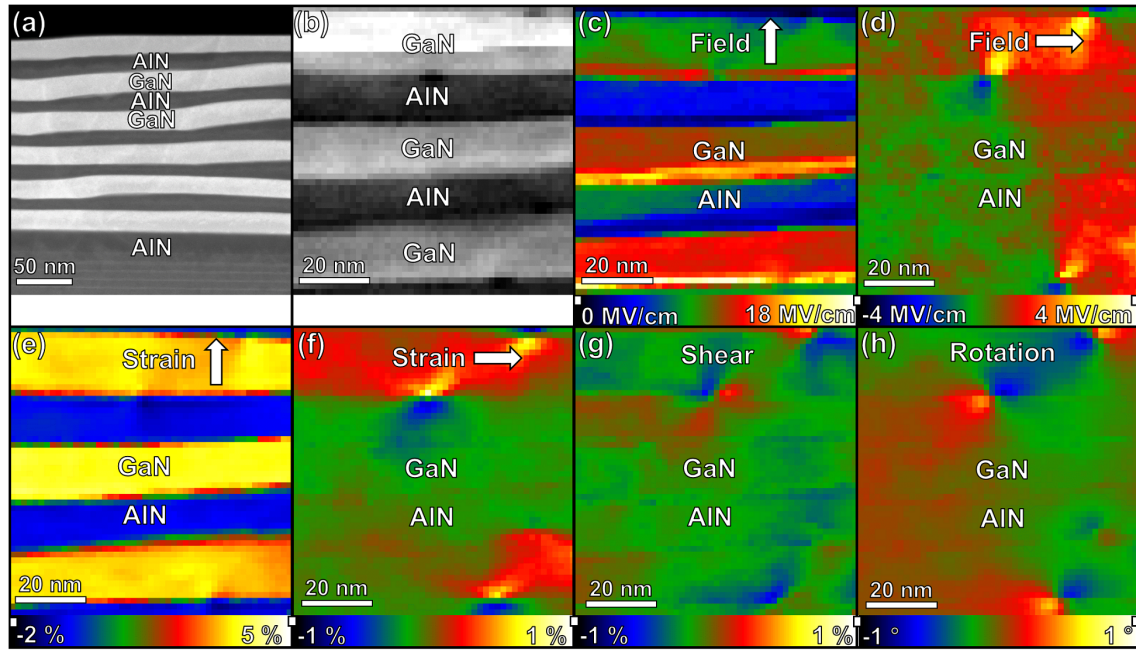 (a)
AlN
GaN
AlN
GaN
AlN
50 nm
(b)
GaN
AlN
GaN
AlN
GaN
20 nm
(c)
Field
GaN
AlN
20 nm
0 MV/cm
18 MV/cm
(d)
Field
GaN
AlN
20 nm
-4 MV/cm
4 MV/cm
(e)
Strain
GaN
AlN
20 nm
-2 %
5 %
(f)
Strain
GaN
AlN
20 nm
-1 %
1 %
(g)
Shear
GaN
AlN
20 nm
-1 %
1 %
(h)
Rotation
GaN
AlN
20 nm
-1 °
1 °